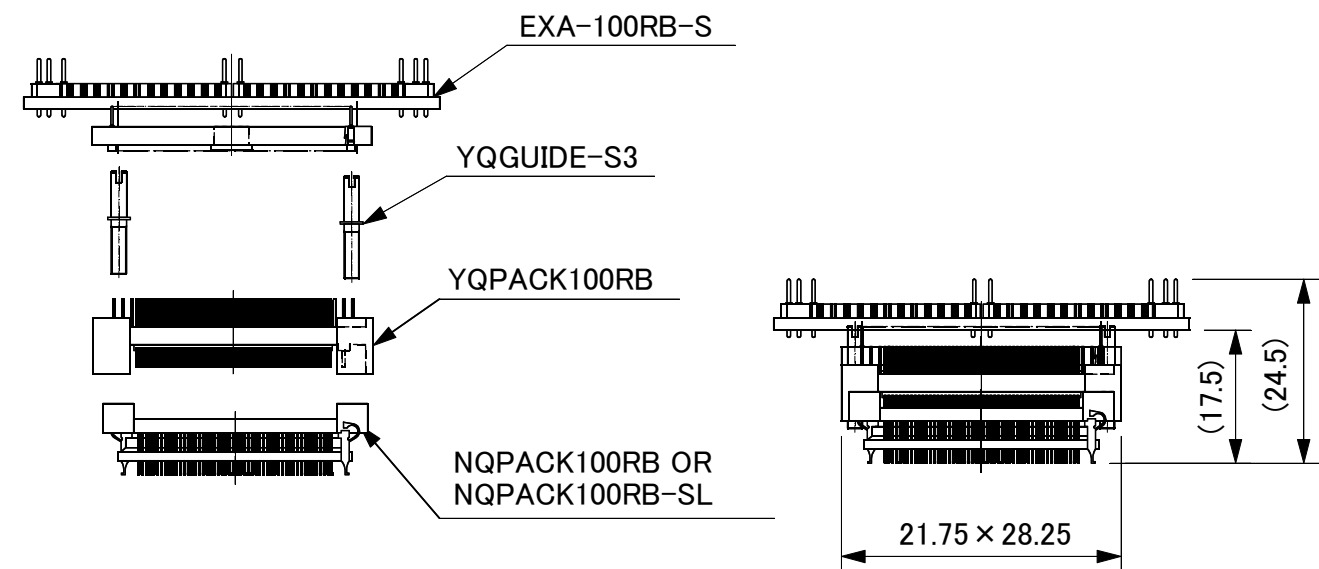 EXA-100RB-S
YQGUIDE-S3
YQPACK100RB
NQPACK100RB OR
NQPACK100RB-SL
(17.5)
(24.5)
21.75×28.25